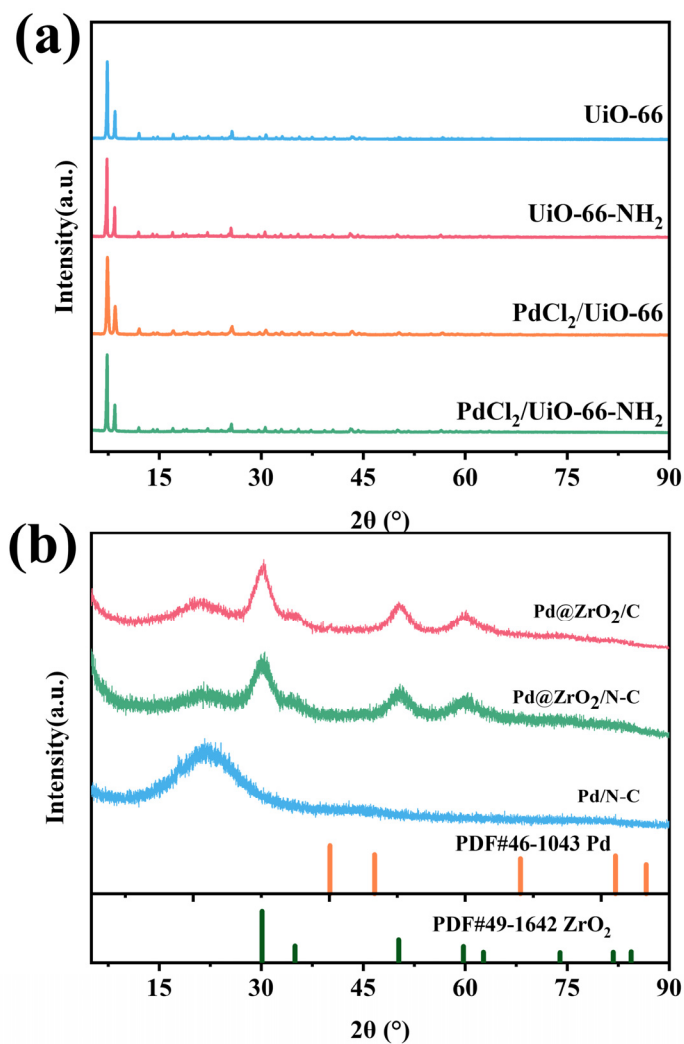 (a)
Intensity(a.u.)
UiO-66
UiO-66-NH₂
PdCl₂/UiO-66
PdCl₂/UiO-66-NH₂
15 30 45 60 75 90
2θ (°)
(b)
Intensity(a.u.)
Pd@ZrO₂/C
Pd@ZrO₂/N-C
Pd/N-C
PDF#46-1043 Pd
PDF#49-1642 ZrO₂
15 30 45 60 75 90
2θ (°)